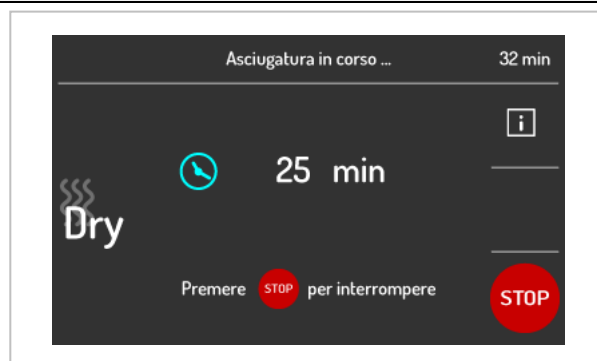 Asciugatura in corso ... 32 min
i
25 min
Dry
Premere STOP per interrompere
STOP